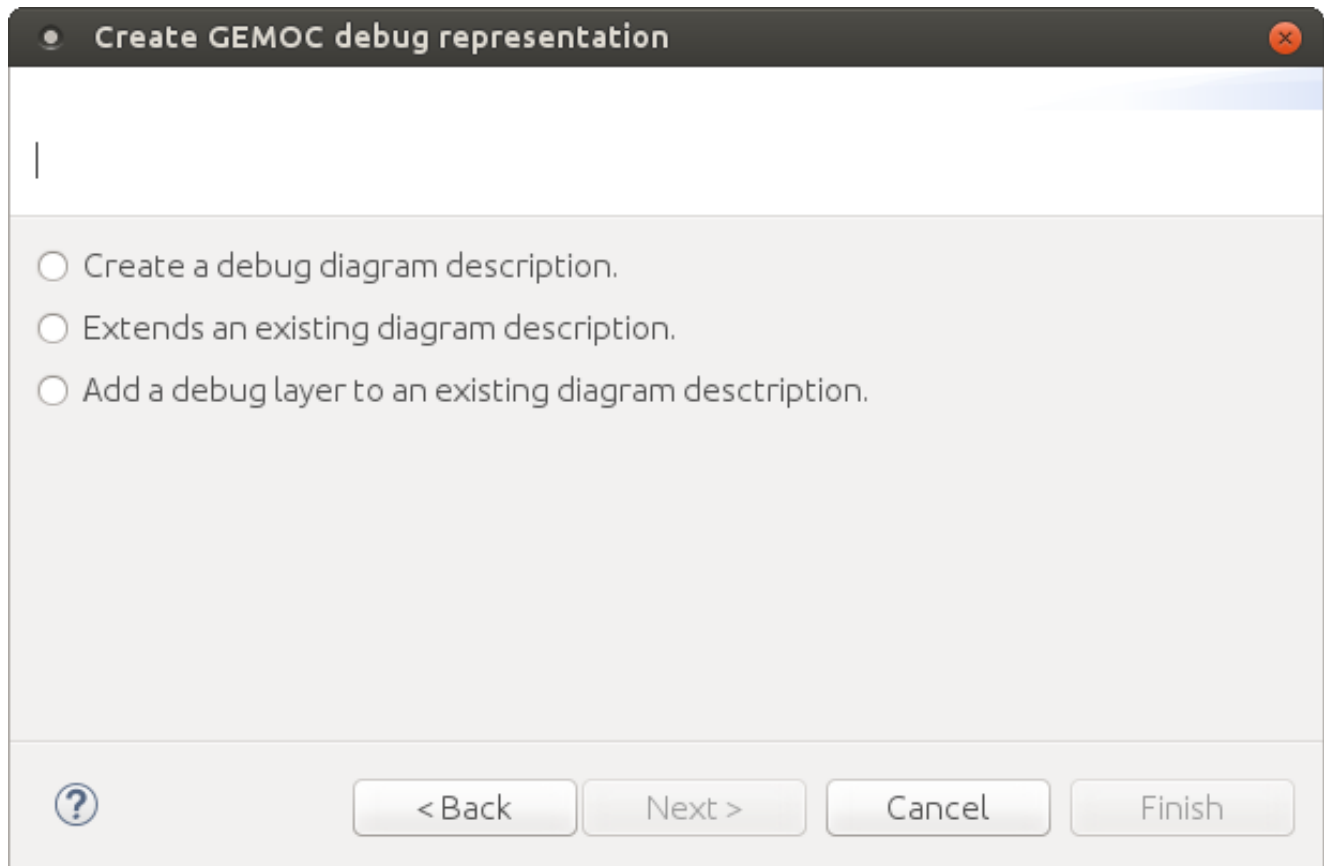 Create GEMOC debug representation
Create a debug diagram description.
Extends an existing diagram description.
Add a debug layer to an existing diagram desctription.
? < Back Next > Cancel Finish